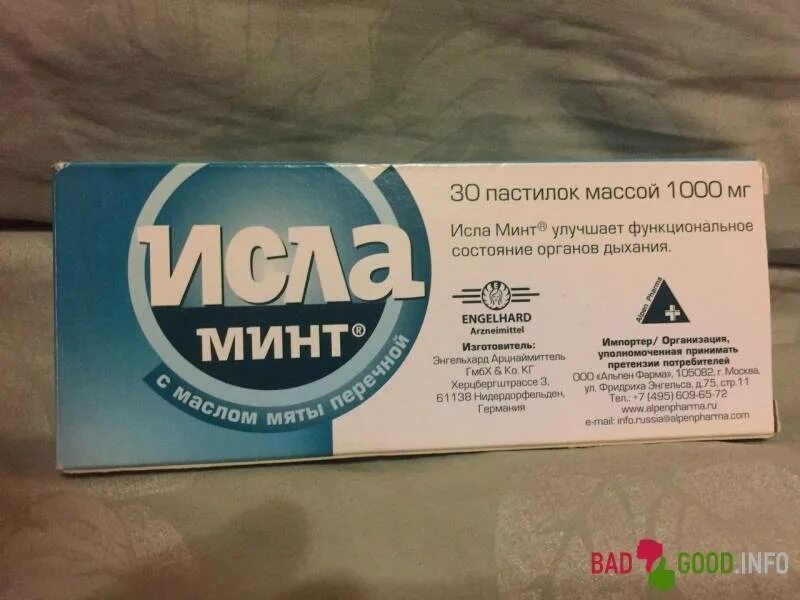 Исла
минт®
с маслом мяты перечной
30 пастилок массой 1000 мг
Исла Минт® улучшает функциональное
состояние органов дыхания.
ENGELHARD
Arzneimittel
Изготовитель:
Энгельхард Арцнаймиттель
ГмбХ & Ко. КГ
Херцбергштрассе 3,
61138 Нидердорфельден,
Германия
Alpen Pharma
Импортер/ Организация,
уполномоченная принимать
претензии потребителей
ООО «Альпен Фарма», 105082, г. Москва,
ул. Фридриха Энгельса, д.75, стр.11
Тел.: +7 (495) 609-65-72
www.alpenpharma.ru
e-mail: info.russia@alpenpharma.com
BAD GOOD.INFO